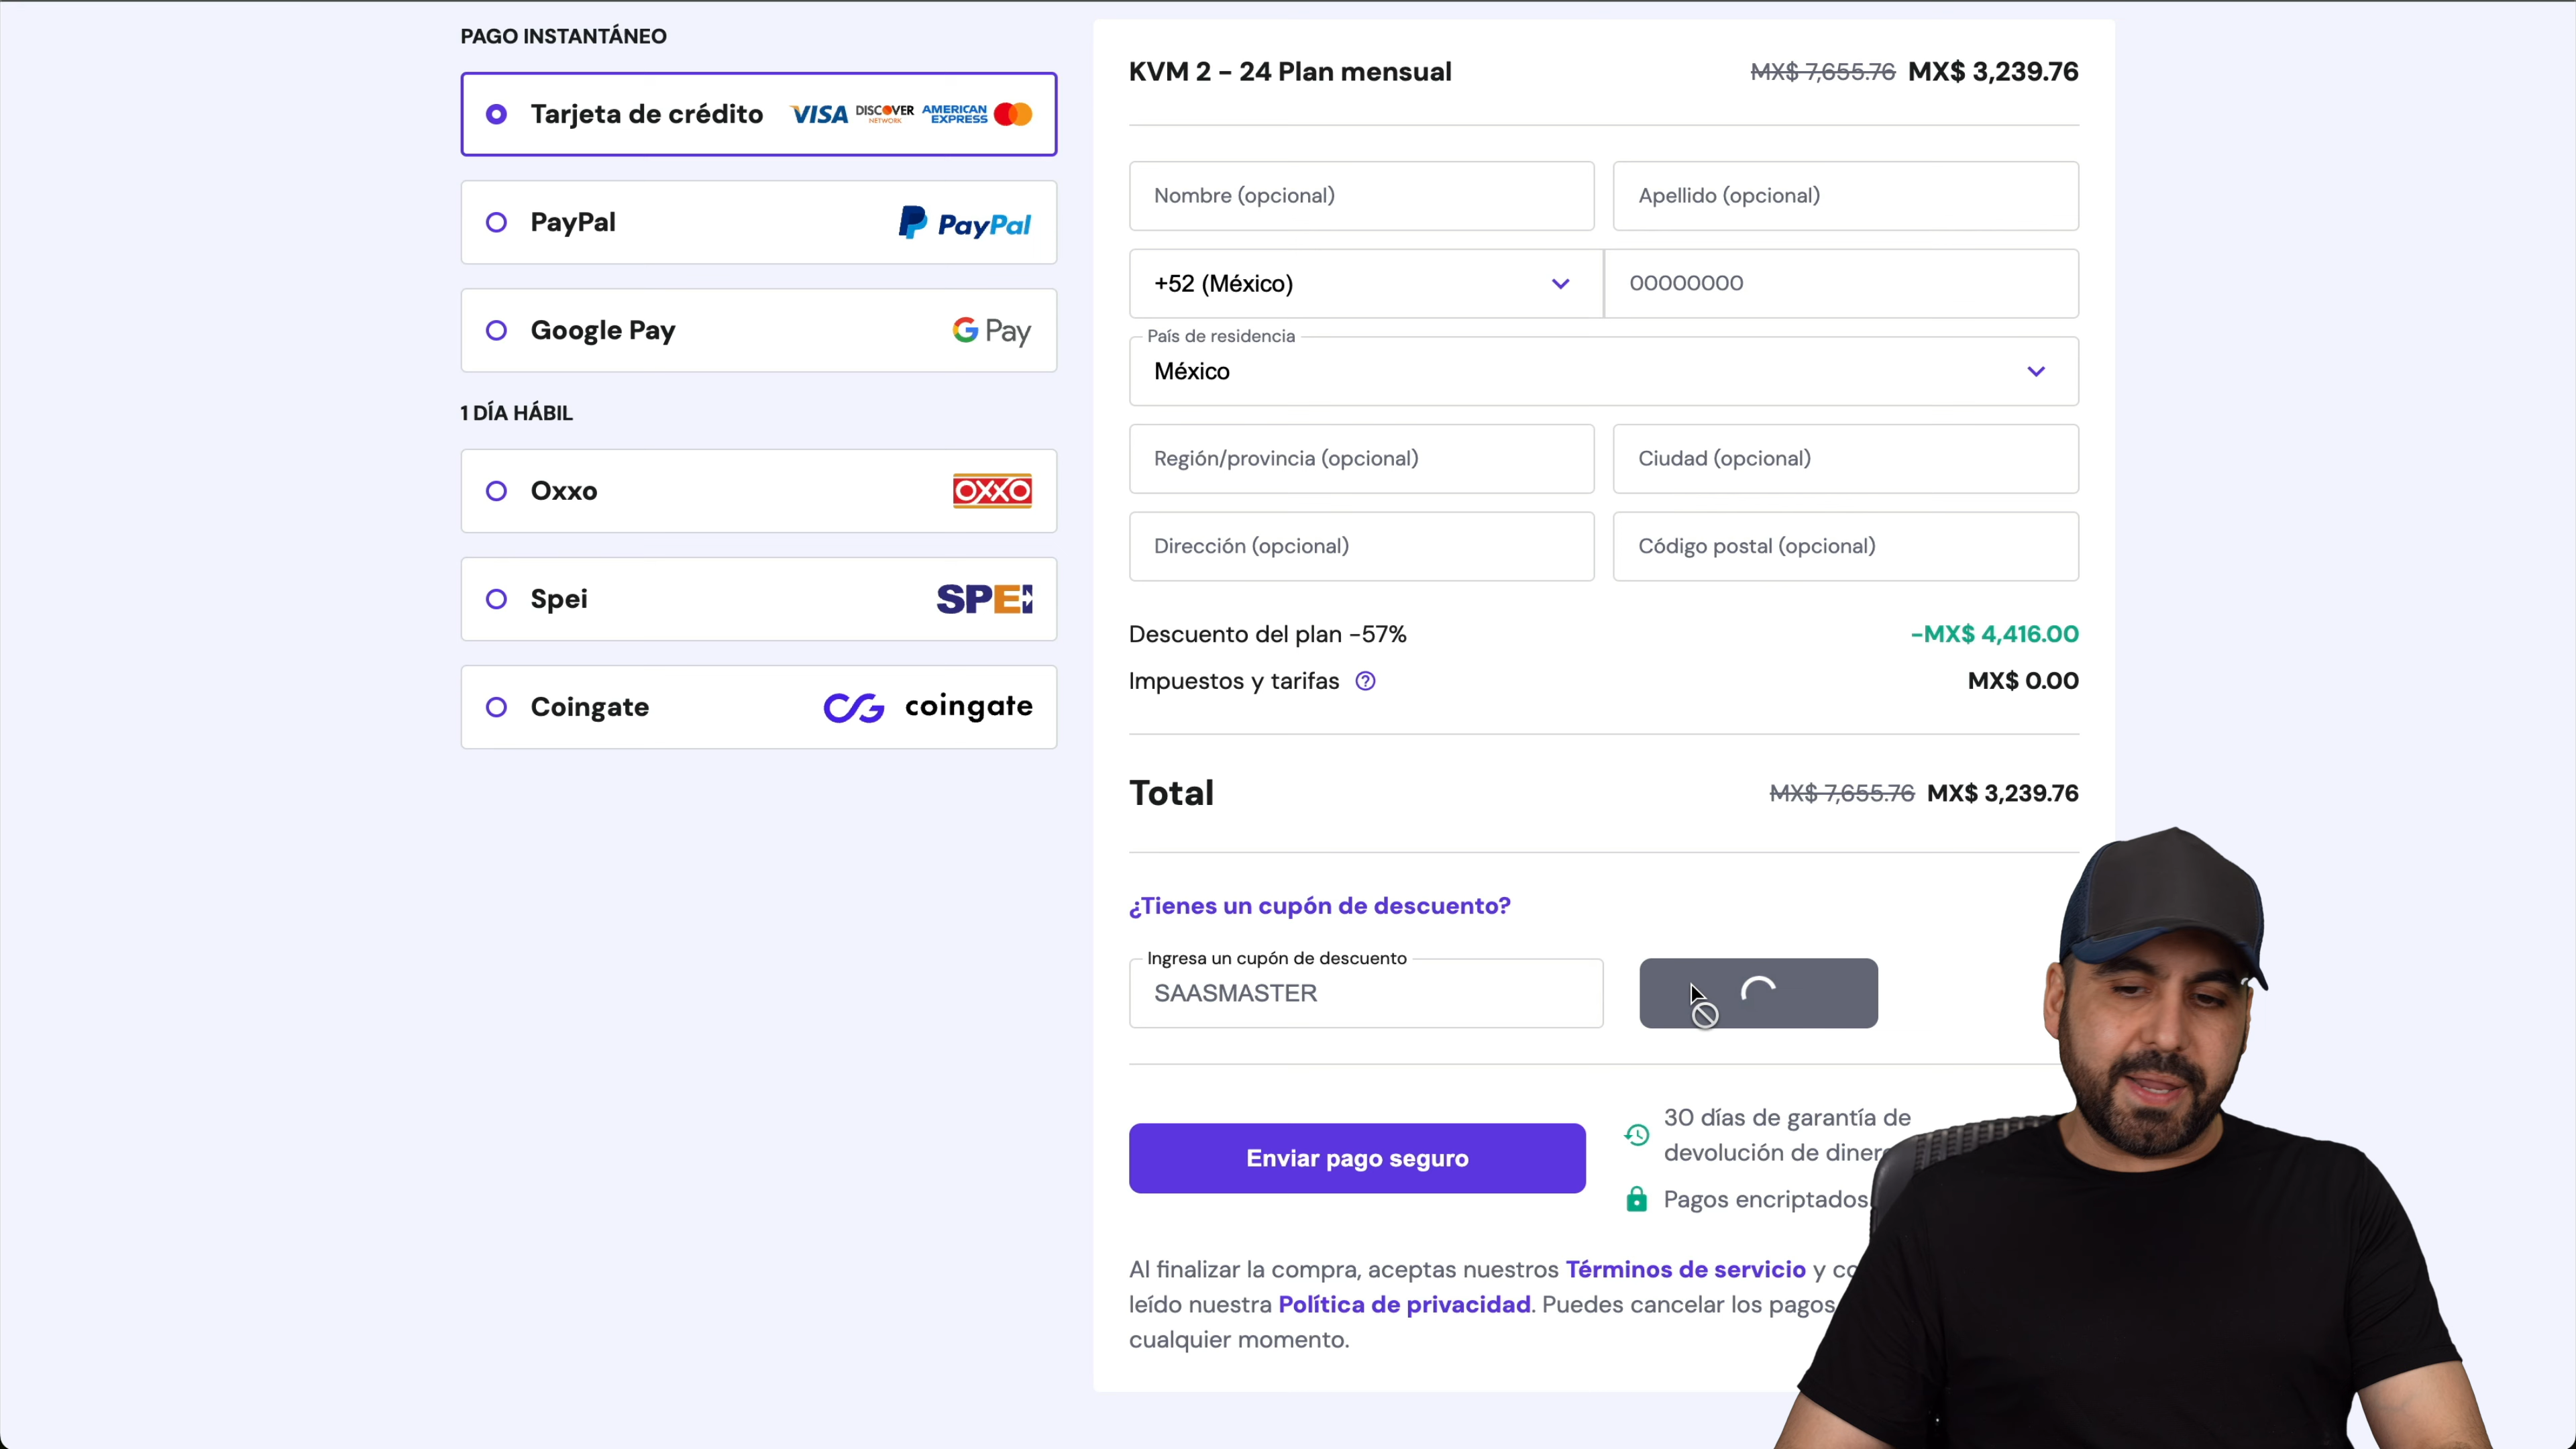 PAGO INSTANTÁNEO
Tarjeta de crédito VISA DISCOVER NETWORK AMERICAN EXPRESS
PayPal PayPal
Google Pay G Pay
1 DÍA HÁBIL
Oxxo OXXO
Spei SPEI
Coingate CG coingate
KVM 2 – 24 Plan mensual MX$ 7,655.76 MX$ 3,239.76
Nombre (opcional) Apellido (opcional)
+52 (México) 00000000
País de residencia
México
Región/provincia (opcional) Ciudad (opcional)
Dirección (opcional) Código postal (opcional)
Descuento del plan -57% -MX$ 4,416.00
Impuestos y tarifas ? MX$ 0.00
Total MX$ 7,655.76 MX$ 3,239.76
¿Tienes un cupón de descuento?
Ingresa un cupón de descuento
SAASMASTER
Enviar pago seguro
30 días de garantía de
devolución de
Pagos encriptados
Al finalizar la compra, aceptas nuestros Términos de servicio y
leído nuestra Política de privacidad. Puedes cancelar los pagos
cualquier momento.